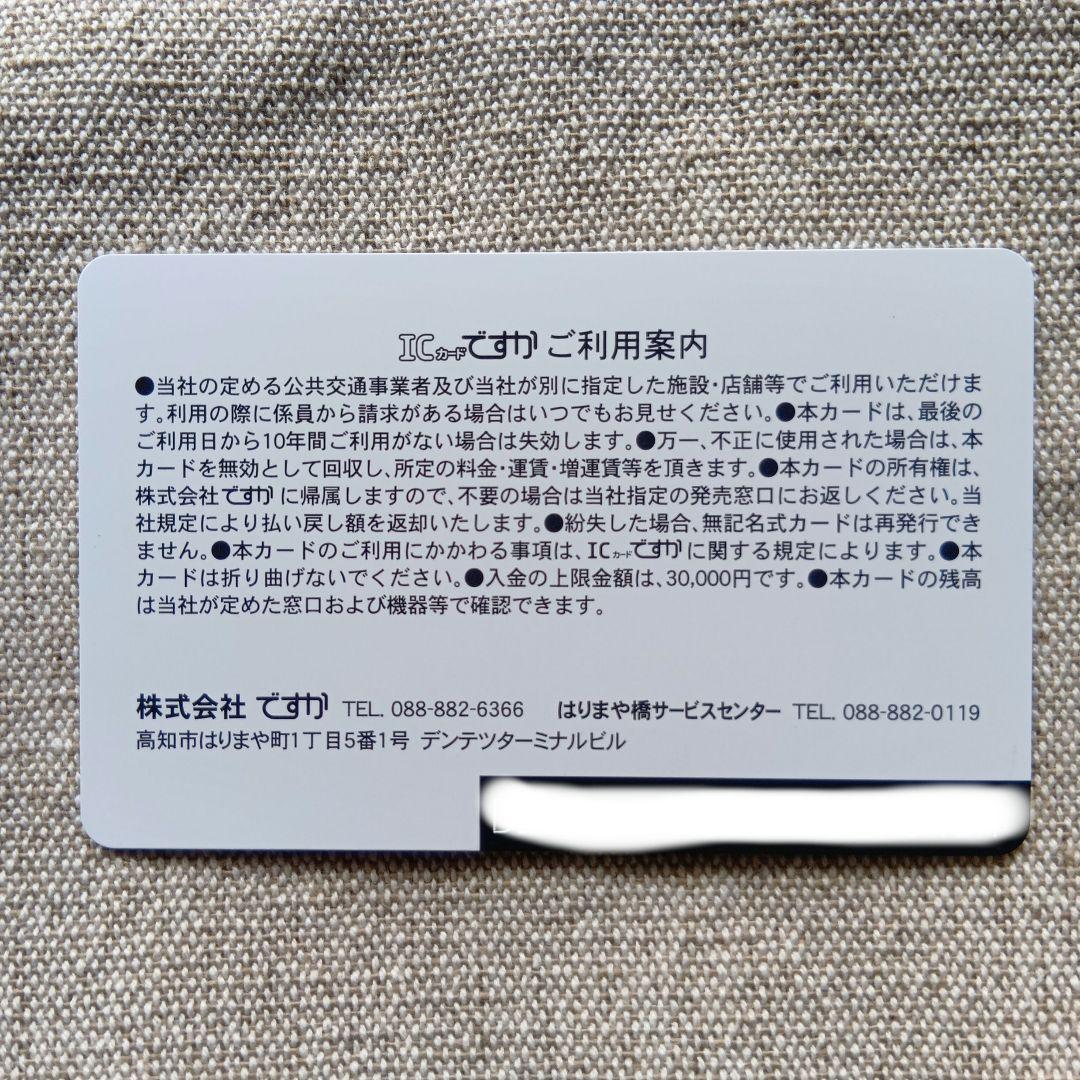 ICカードですか ご利用案内
●当社の定める公共交通事業者及び当社が別に指定した施設・店舗等でご利用いただけま
す。利用の際に係員から請求がある場合はいつでもお見せください。●本カードは、最後の
ご利用日から10年間ご利用がない場合は失効します。●万一、不正に使用された場合は、本
カードを無効として回収し、所定の料金・運賃・増運賃等を頂きます。●本カードの所有権は、
株式会社ですか に帰属しますので、不要の場合は当社指定の発売窓口にお返しください。当
社規定により払い戻し額を返却いたします。●紛失した場合、無記名式カードは再発行でき
ません。●本カードのご利用にかかわる事項は、ICカードですか に関する規定によります。●本
カードは折り曲げないでください。●入金の上限金額は、30,000円です。●本カードの残高
は当社が定めた窓口および機器等で確認できます。
株式会社 ですか TEL. 088-882-6366 はりまや橋サービスセンター TEL. 088-882-0119
高知市はりまや町1丁目5番1号 デンテツターミナルビル